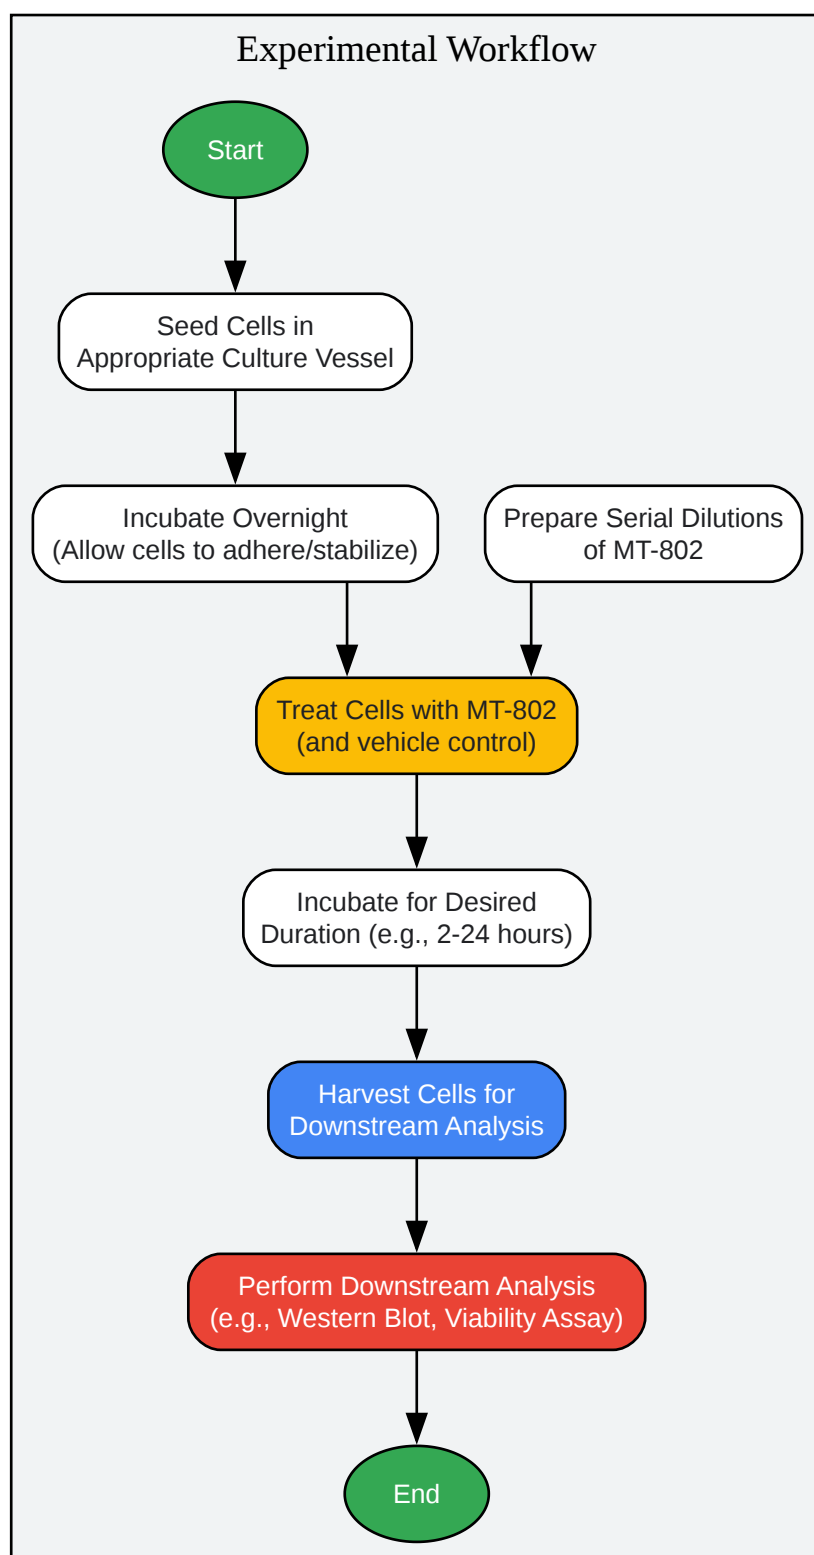 Experimental Workflow
Start
Seed Cells in
Appropriate Culture Vessel
Incubate Overnight
(Allow cells to adhere/stabilize)
Prepare Serial Dilutions
of MT-802
Treat Cells with MT-802
(and vehicle control)
Incubate for Desired
Duration (e.g., 2-24 hours)
Harvest Cells for
Downstream Analysis
Perform Downstream Analysis
(e.g., Western Blot, Viability Assay)
End